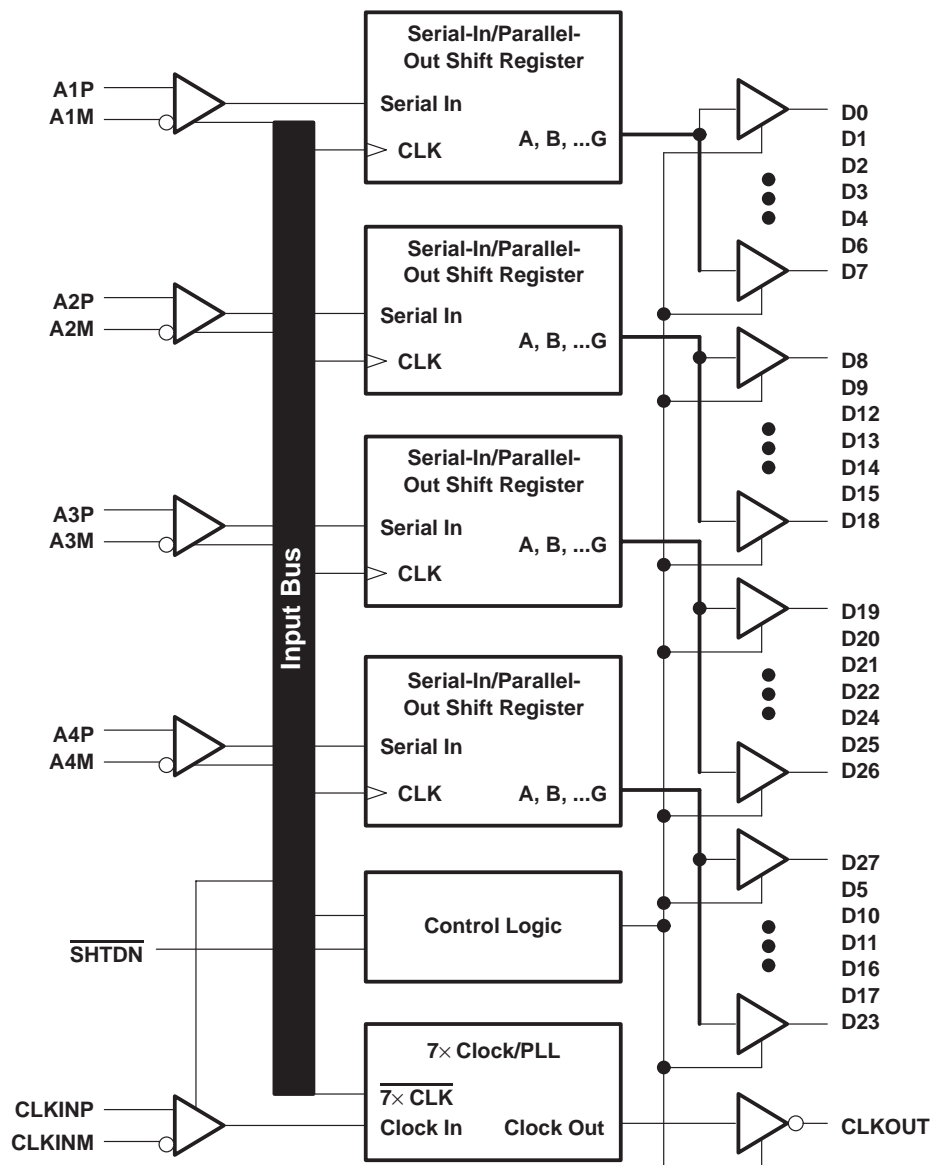 Serial-In/Parallel-
Out Shift Register
A1P
A1M
Serial In
A, B, ...G
CLK
D0
D1
D2
D3
D4
D6
D7
Serial-In/Parallel-
Out Shift Register
A2P
A2M
Serial In
A, B, ...G
CLK
D8
D9
D12
D13
D14
D15
D18
Serial-In/Parallel-
Out Shift Register
A3P
A3M
Serial In
A, B, ...G
CLK
Input Bus
D19
D20
D21
D22
D24
D25
D26
Serial-In/Parallel-
Out Shift Register
A4P
A4M
Serial In
CLK
A, B, ...G
D27
D5
D10
D11
D16
D17
D23
Control Logic
SHTDN
7× Clock/PLL
7× CLK
CLKINP
CLKINM
Clock In
Clock Out
CLKOUT